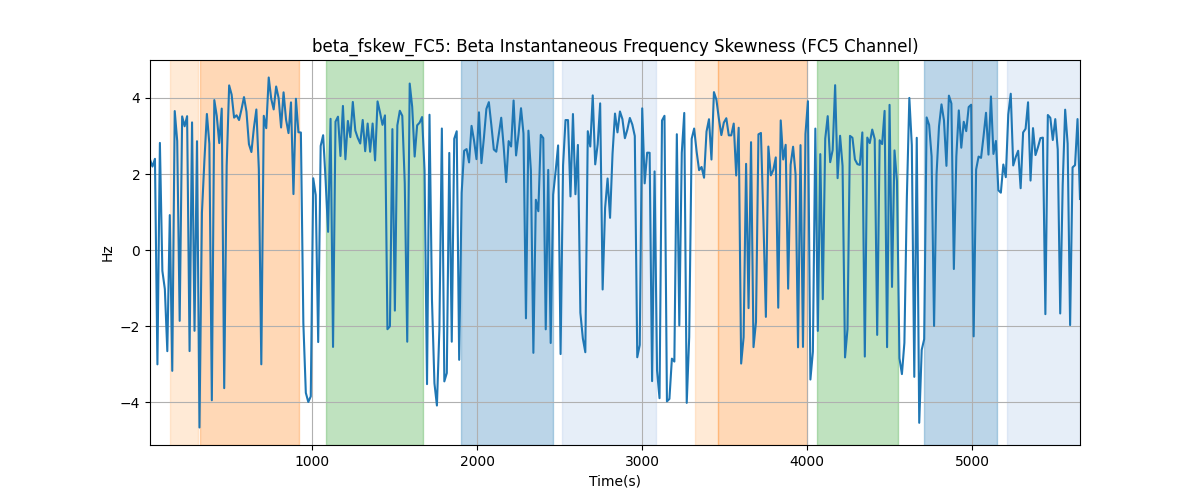 beta_fskew_FC5: Beta Instantaneous Frequency Skewness (FC5 Channel)
4
2
0
−2
−4
Hz
1000 2000 3000 4000 5000
Time(s)